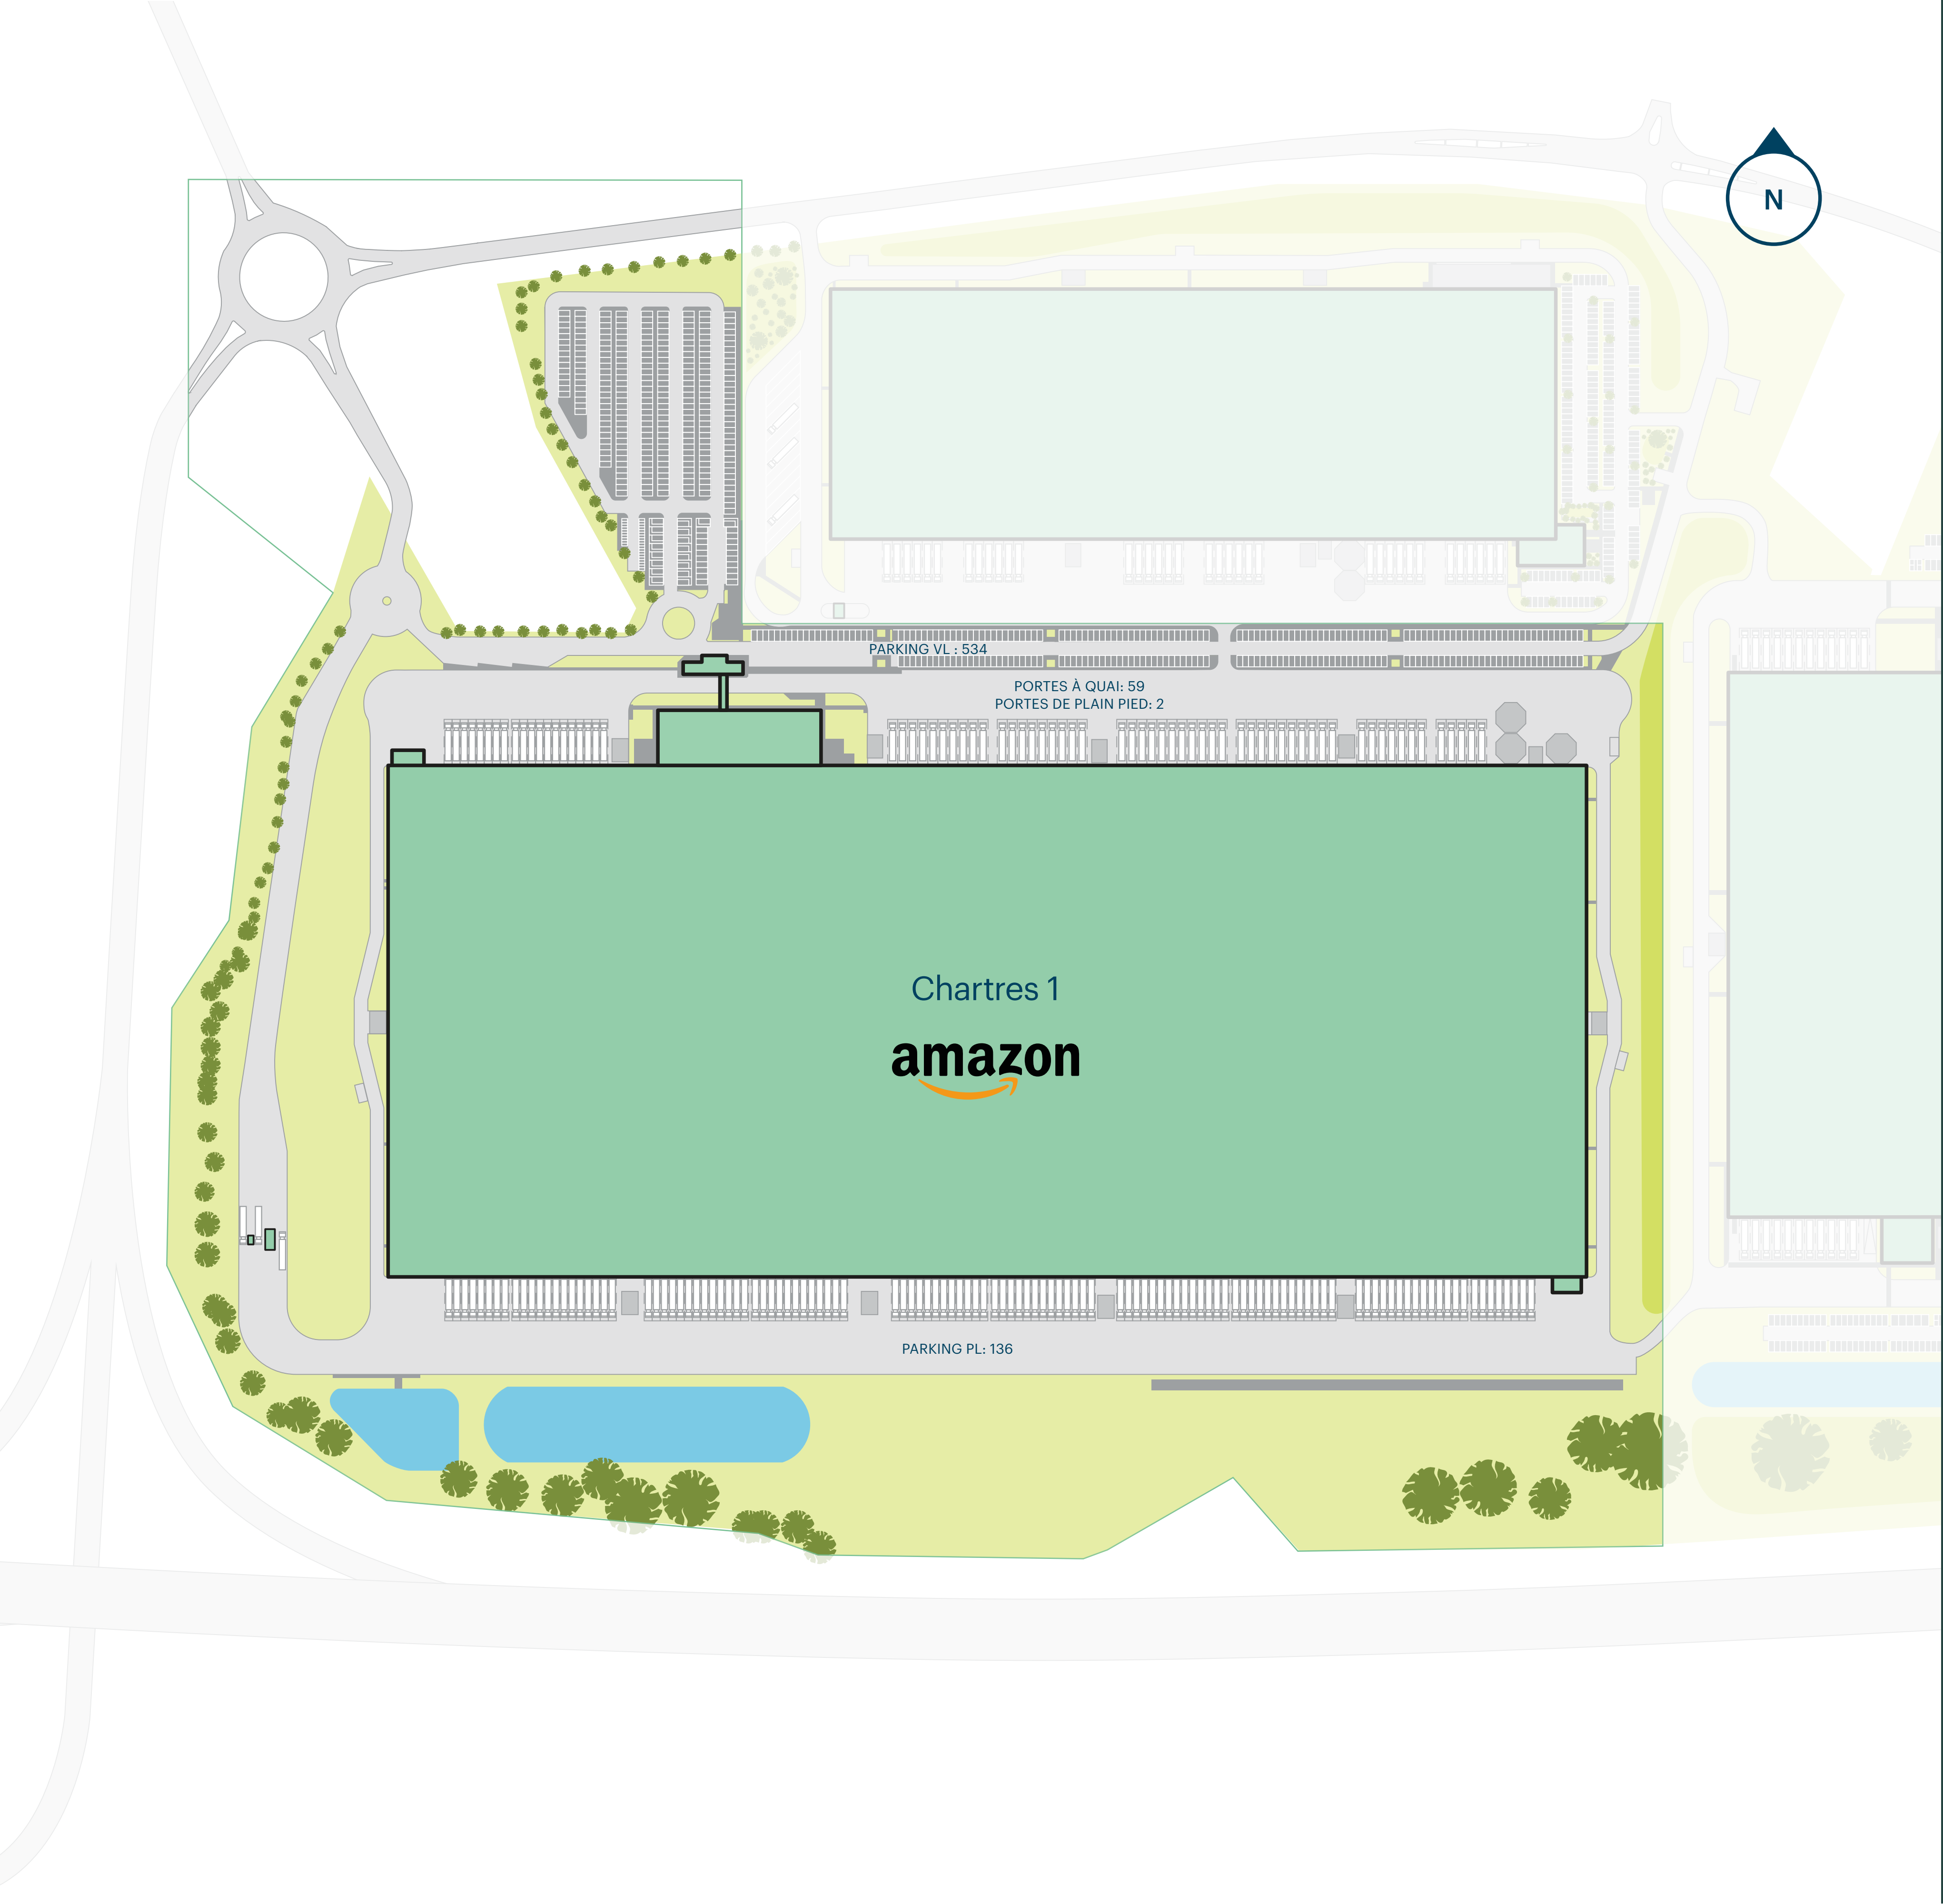 N
PARKING VL : 534
PORTES À QUAI: 59
PORTES DE PLAIN PIED: 2
Chartres 1
amazon
PARKING PL: 136